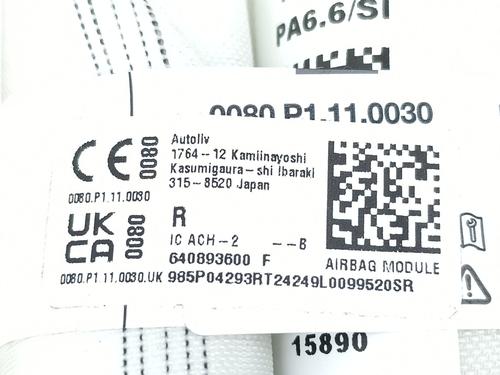 PA6.6/SI
0080.P1.11.0030
CE 0080
Autoliv
1764-12 Kamiinayoshi
Kasumigaura-shi Ibaraki
315-8520 Japan
0080.P1.11.0030
UK
CA 0080
R
IC ACH-2 --B
640893600 F
AIRBAG MODULE
0080.P1.11.0030.UK 985P04293RT24249L0099520SR
15890